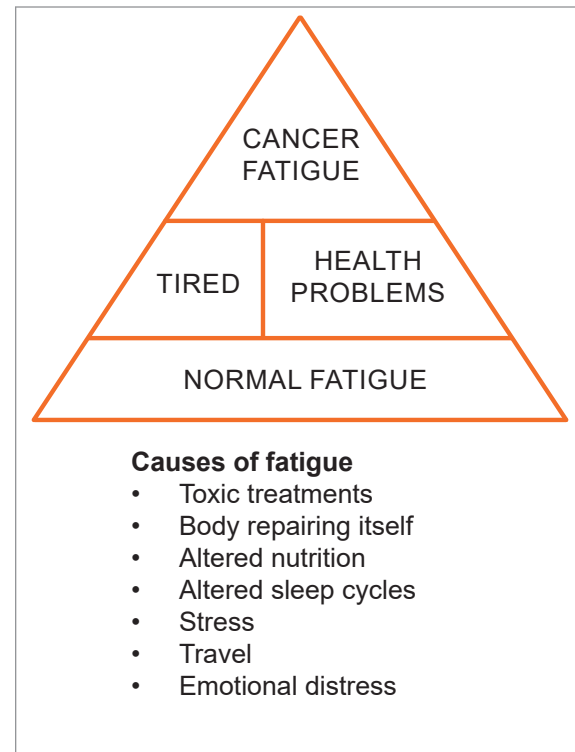 CANCER
FATIGUE
TIRED
HEALTH
PROBLEMS
NORMAL FATIGUE
Causes of fatigue
• Toxic treatments
• Body repairing itself
• Altered nutrition
• Altered sleep cycles
• Stress
• Travel
• Emotional distress